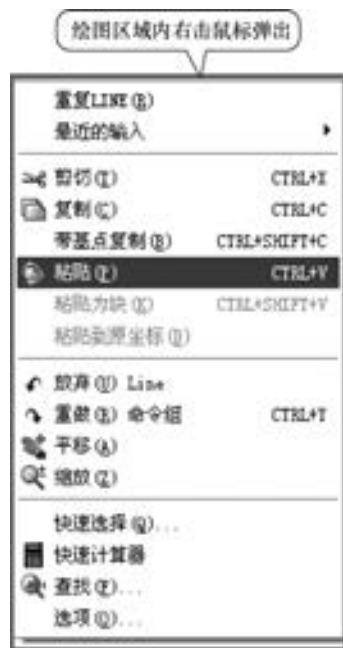 绘图区域内右击鼠标弹出
重复LINE(R)
最近的输入
剪切(T) CTRL+X
复制(C) CTRL+C
带基点复制(B) CTRL+SHIFT+C
粘贴(P) CTRL+V
粘贴为块(K) CTRL+SHIFT+V
粘贴到原坐标(D)
放弃(U) Line
重做(R) 命令组 CTRL+Y
平移(A)
缩放(Z)
快速选择(Q)...
快速计算器
查找(F)...
选项(O)...